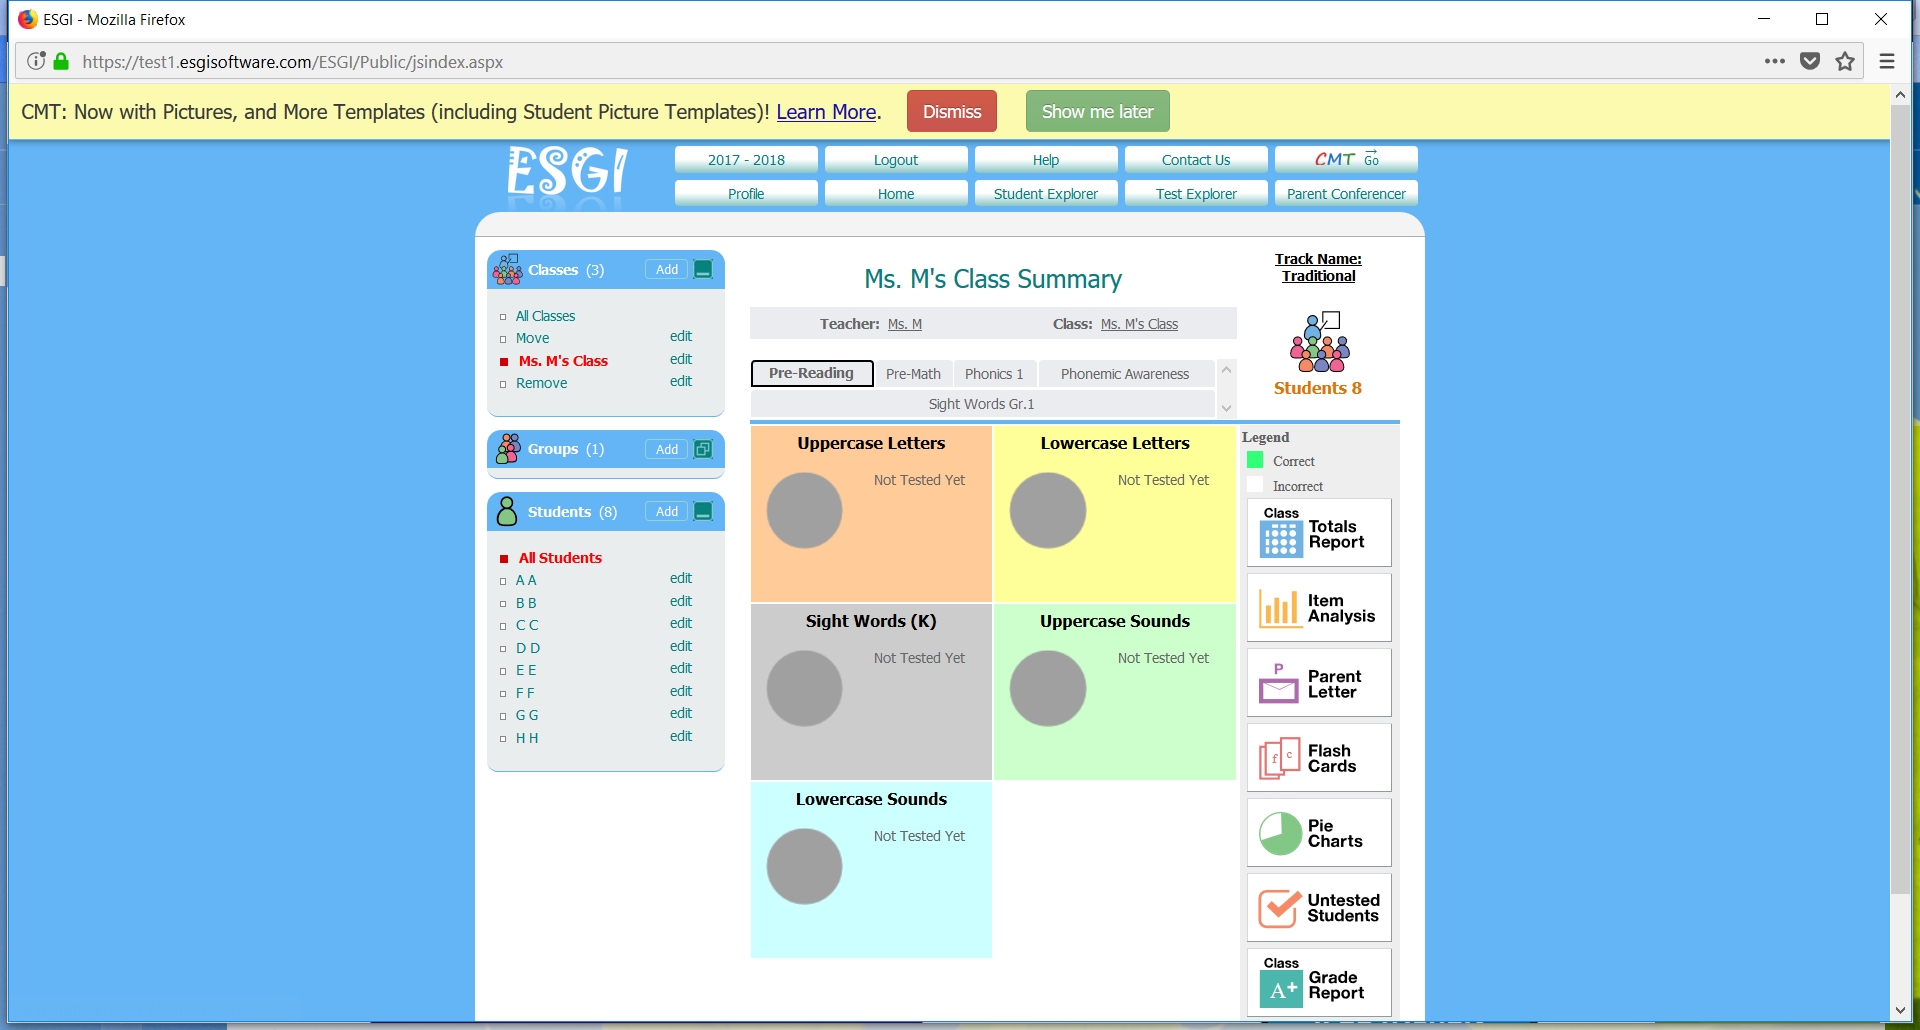 ESGI - Mozilla Firefox
https://test1.esgisoftware.com/ESGI/Public/jsindex.aspx
CMT: Now with Pictures, and More Templates (including Student Picture Templates)! Learn More. Dismiss Show me later
ESGI
2017 - 2018 Logout Help Contact Us CMT Go
Profile Home Student Explorer Test Explorer Parent Conferencer
Classes (3) Add
All Classes
Move edit
Ms. M's Class edit
Remove edit
Groups (1) Add
Students (8) Add
All Students
A A edit
B B edit
C C edit
D D edit
E E edit
F F edit
G G edit
H H edit
Ms. M's Class Summary
Teacher: Ms. M Class: Ms. M's Class
Pre-Reading Pre-Math Phonics 1 Phonemic Awareness
Sight Words Gr.1
Track Name:
Traditional
Students 8
Uppercase Letters
Not Tested Yet
Lowercase Letters
Not Tested Yet
Sight Words (K)
Not Tested Yet
Uppercase Sounds
Not Tested Yet
Lowercase Sounds
Not Tested Yet
Legend
Correct
Incorrect
Class
Totals
Report
Item
Analysis
P
Parent
Letter
f c
Flash
Cards
Pie
Charts
Untested
Students
Class
A+
Grade
Report